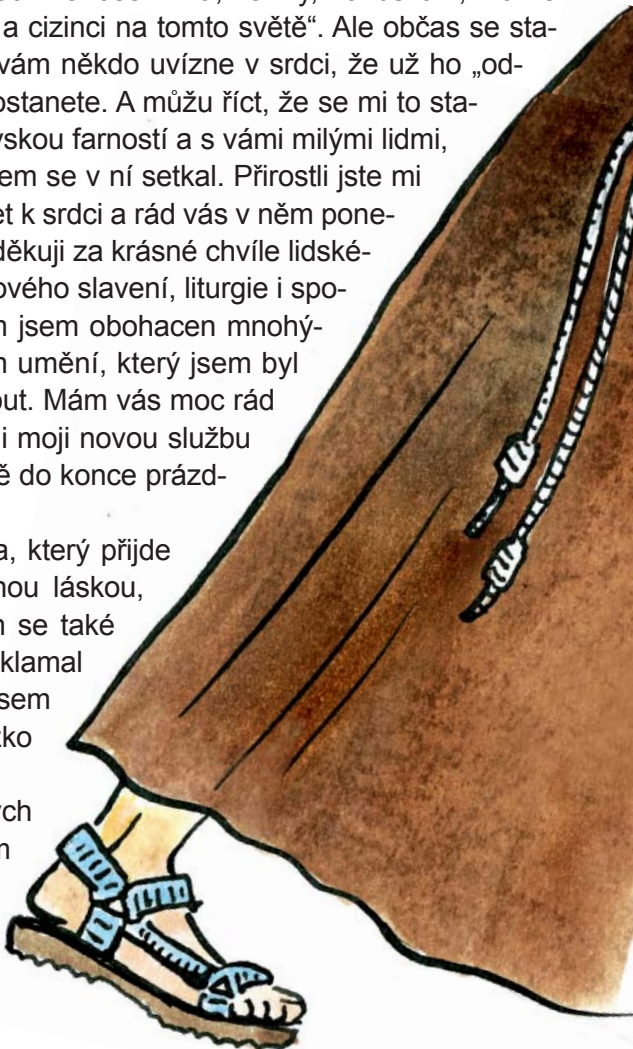 a cizinci na tomto světě“. Ale občas se sta-
vám někdo uvízne v srdci, že už ho „od-
ostanete. A můžu říct, že se mi to sta-
vskou farností a s vámi milými lidmi,
em se v ní setkal. Přirostli jste mi
et k srdci a rád vás v něm pone-
děkuji za krásné chvíle lidské-
ového slavení, liturgie i spo-
jsem obohacen mnohý-
umění, který jsem byl
out. Mám vás moc rád
i moji novou službu
ě do konce prázd-
a, který přijde
nou láskou,
se také
klamal
sem
ko
ých